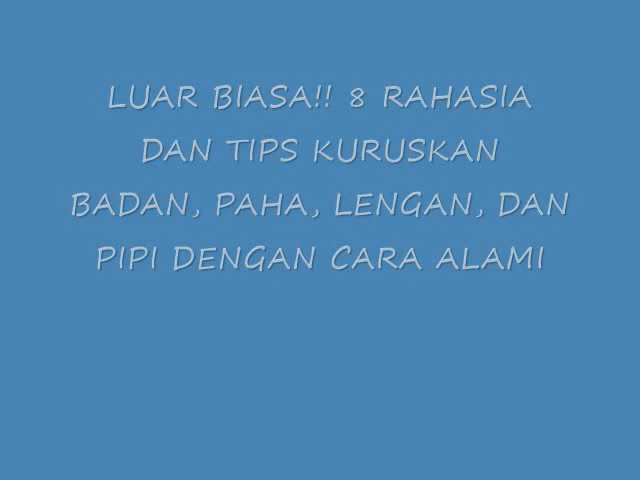 LUAR BIASA!! 8 RAHASIA
DAN TIPS KURUSKAN
BADAN, PAHA, LENGAN, DAN
PIPI DENGAN CARA ALAMI